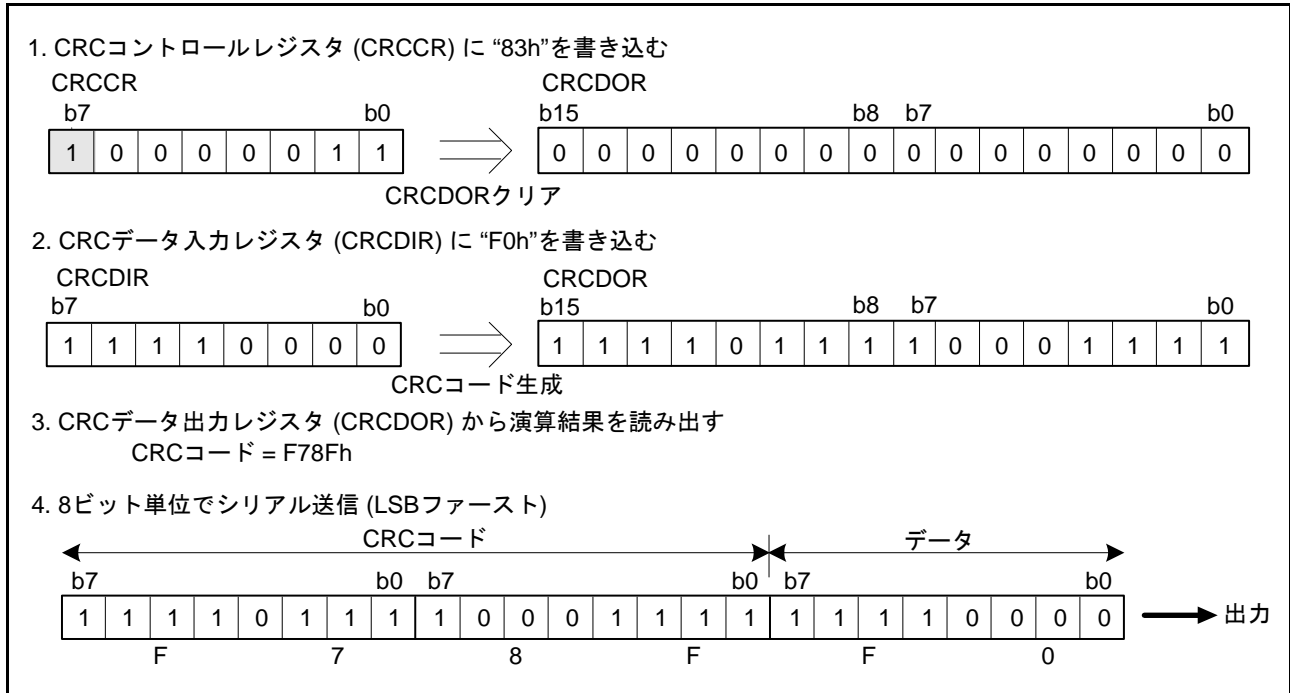 1. CRCコントロールレジスタ (CRCCR) に “83h”を書き込む
CRCCR CRCDOR
b7 b0 b15 b8 b7 b0
1 0 0 0 0 0 1 1 0 0 0 0 0 0 0 0 0 0 0 0 0 0 0 0
CRCDORクリア
2. CRCデータ入力レジスタ (CRCDIR) に “F0h”を書き込む
CRCDIR CRCDOR
b7 b0 b15 b8 b7 b0
1 1 1 1 0 0 0 0 1 1 1 1 0 1 1 1 1 0 0 0 1 1 1 1
CRCコード生成
3. CRCデータ出力レジスタ (CRCDOR) から演算結果を読み出す
CRCコード = F78Fh
4. 8ビット単位でシリアル送信 (LSBファースト)
CRCコード データ
b7 b0 b7 b0 b7 b0
1 1 1 1 0 1 1 1 1 0 0 0 1 1 1 1 1 1 1 1 0 0 0 0 出力
F 7 8 F F 0